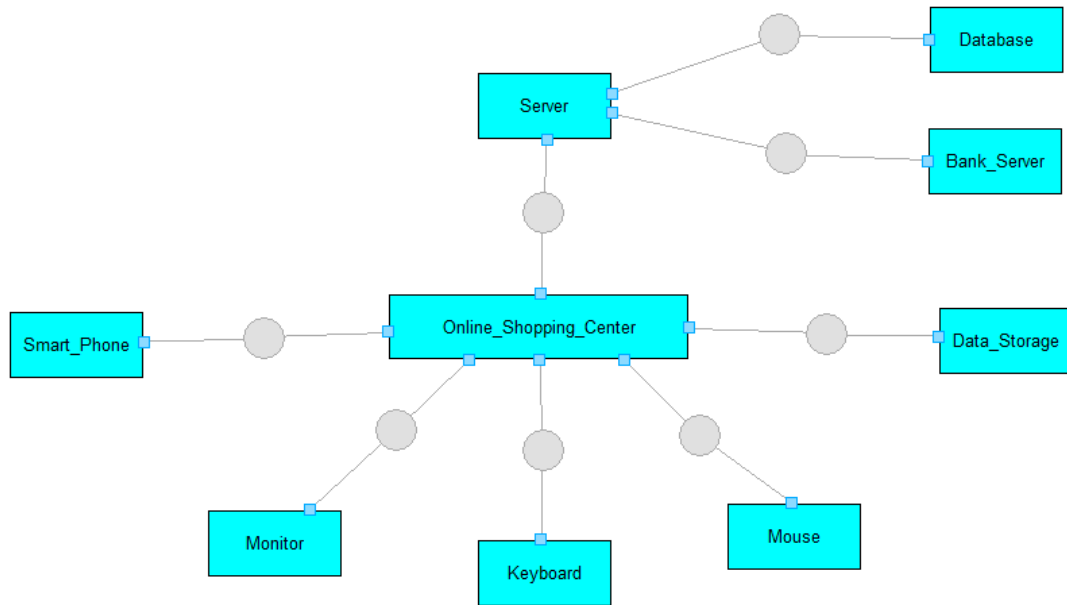 Database
Server
Bank_Server
Online_Shopping_Center
Smart_Phone
Data_Storage
Monitor
Mouse
Keyboard